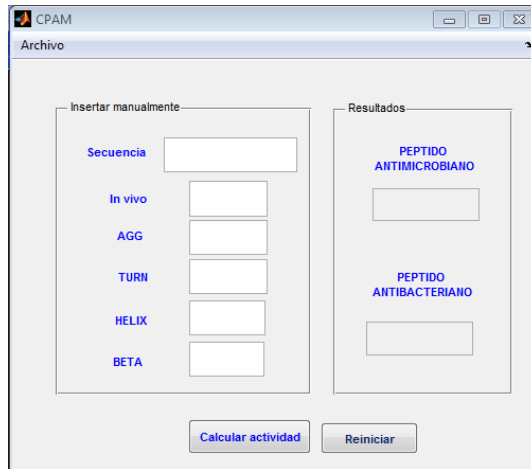 CPAM
Archivo
Insertar manualmente
Secuencia
In vivo
AGG
TURN
HELIX
BETA
Resultados
PEPTIDO
ANTIMICROBIANO
PEPTIDO
ANTIBACTERIANO
Calcular actividad
Reiniciar